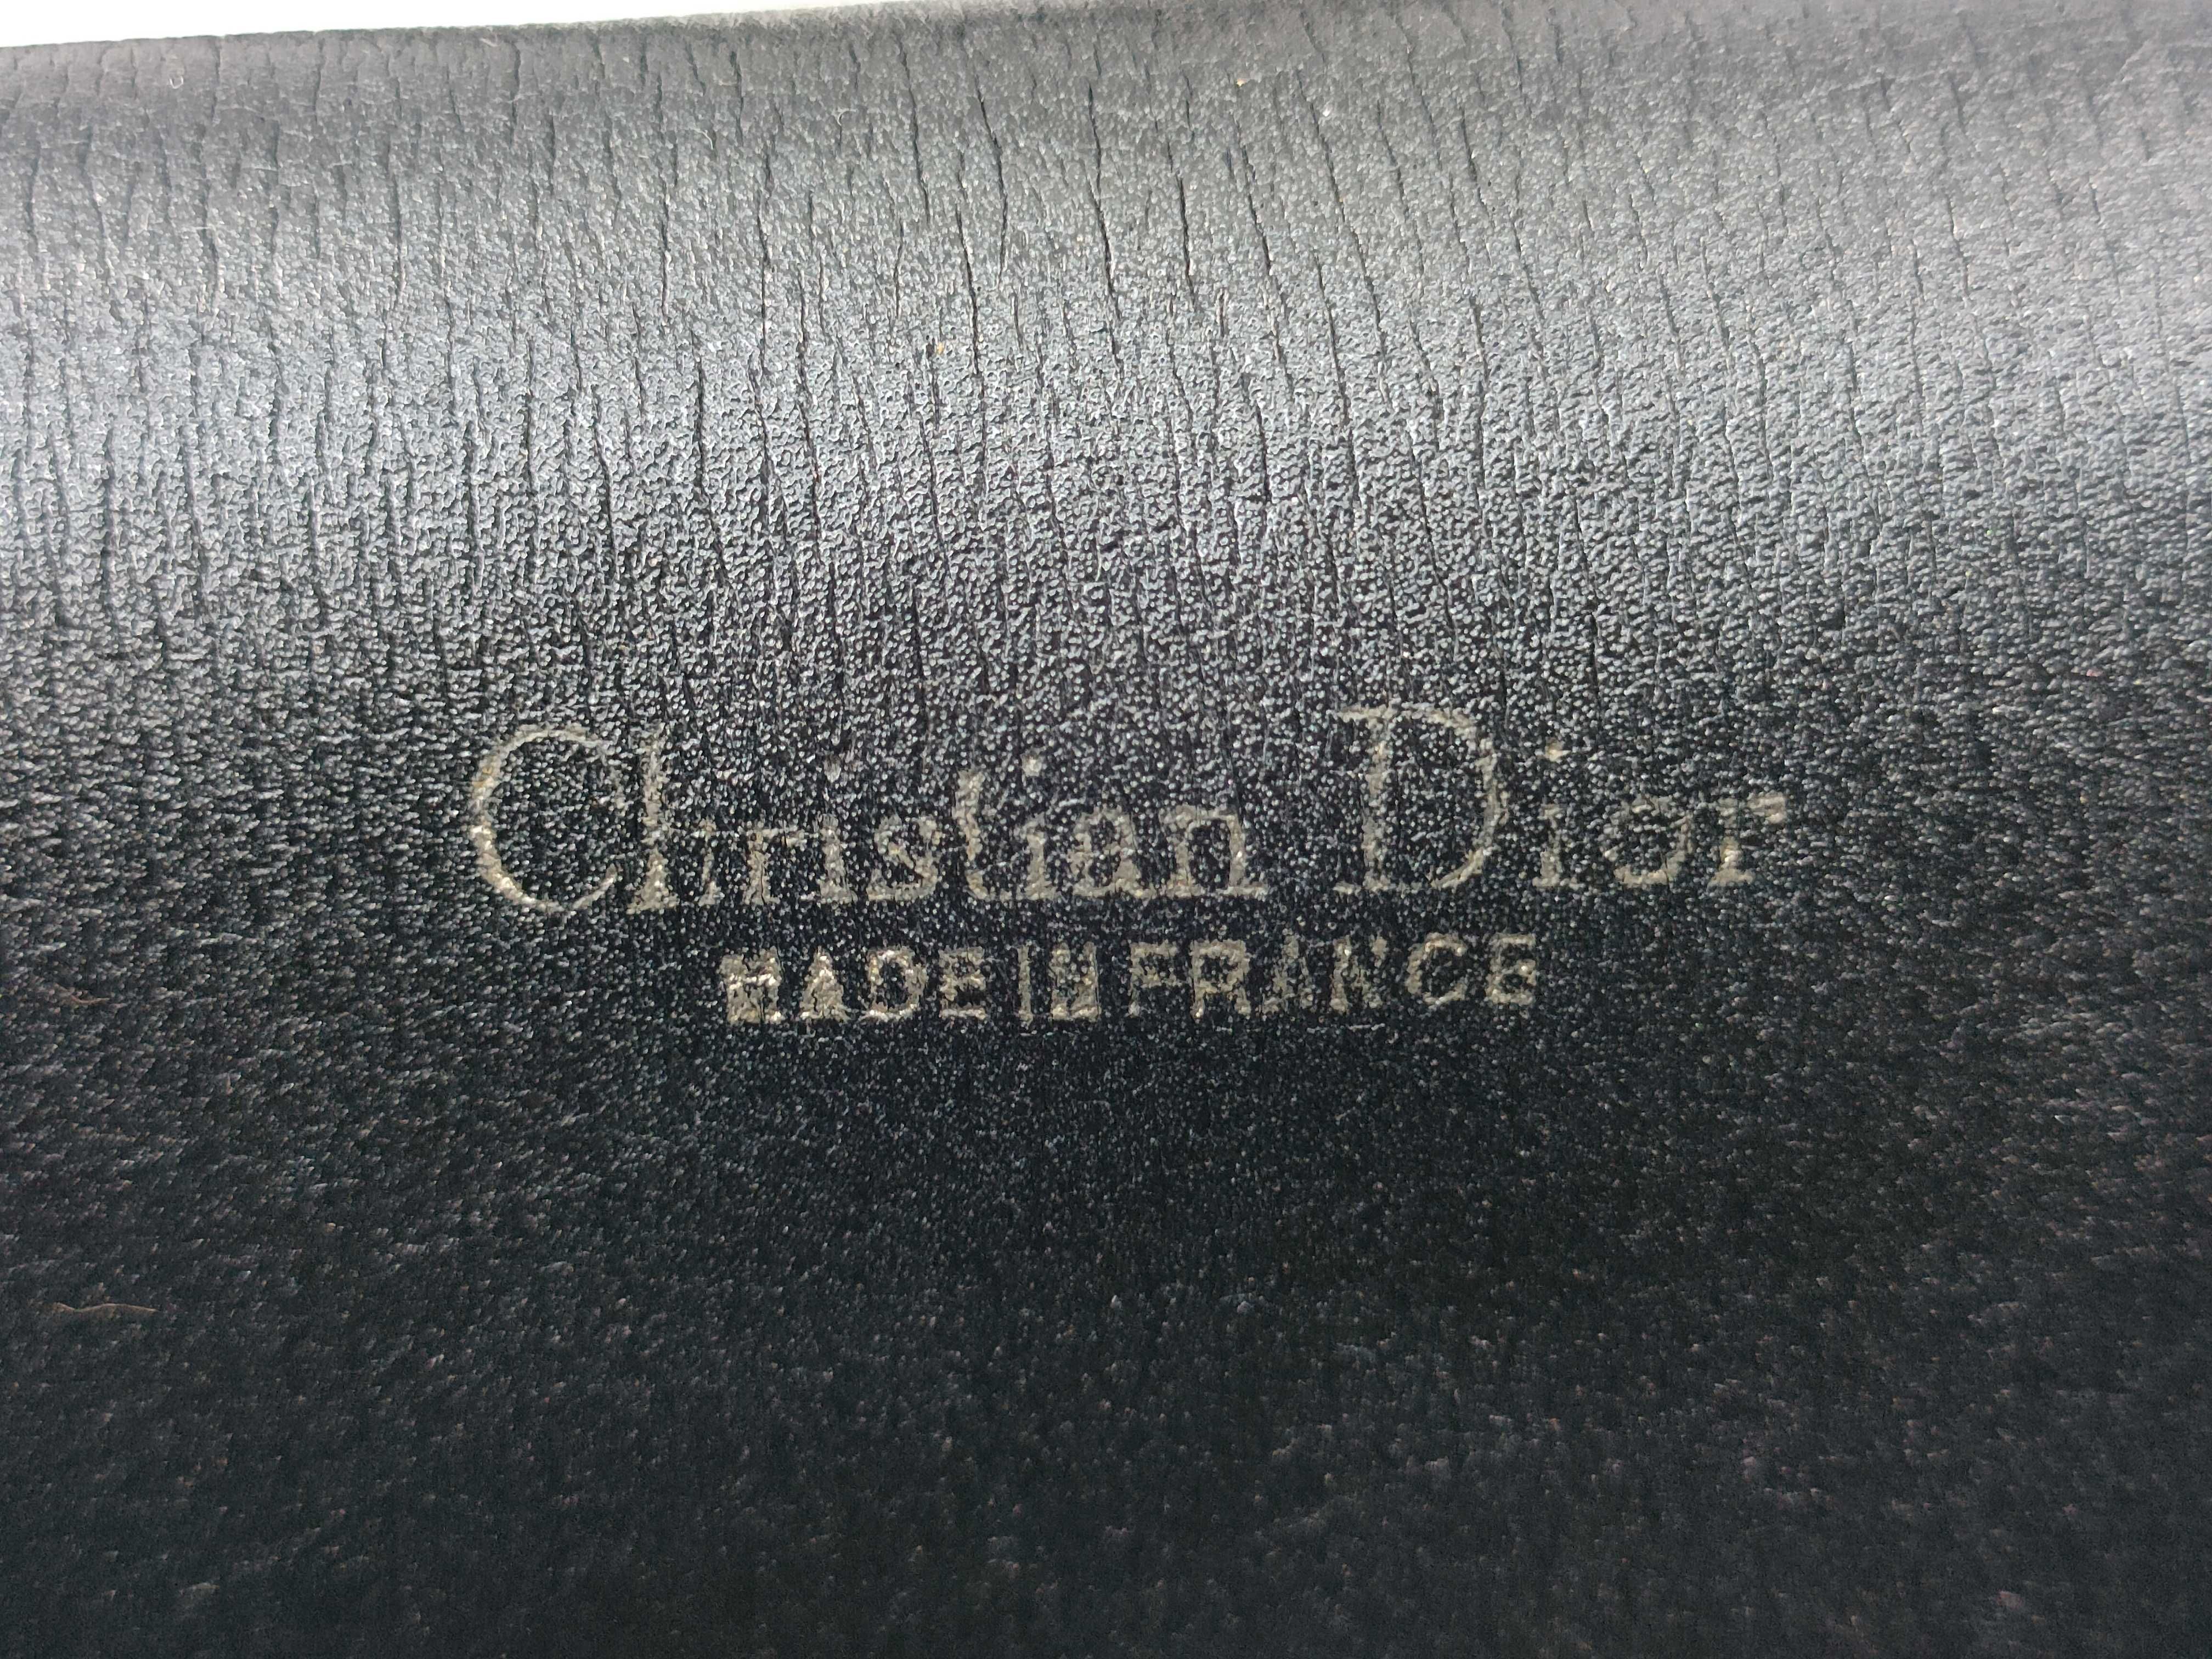 Christian Dior
MADE IN FRANCE